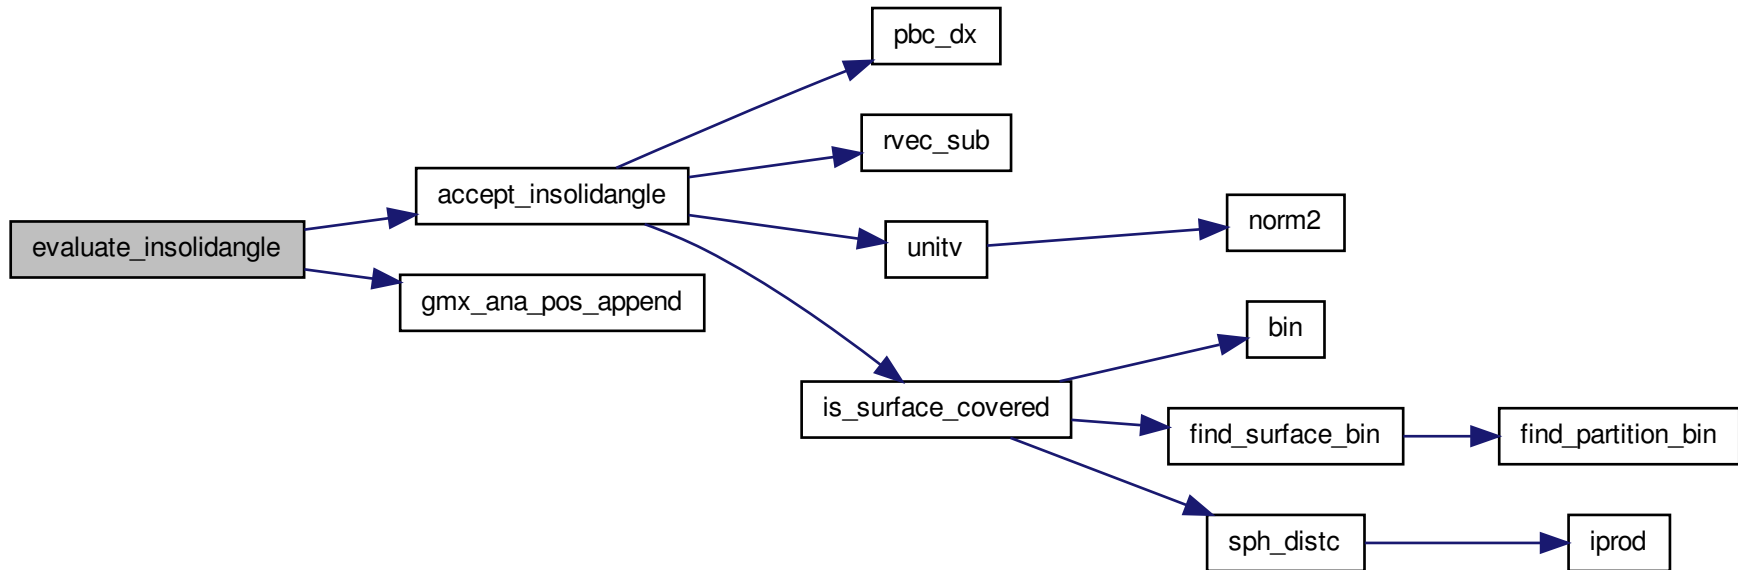 pbc_dx
rvec_sub
accept_insolidangle
norm2
evaluate_insolidangle
unitv
gmx_ana_pos_append
bin
is_surface_covered
find_surface_bin
find_partition_bin
sph_distc
iprod